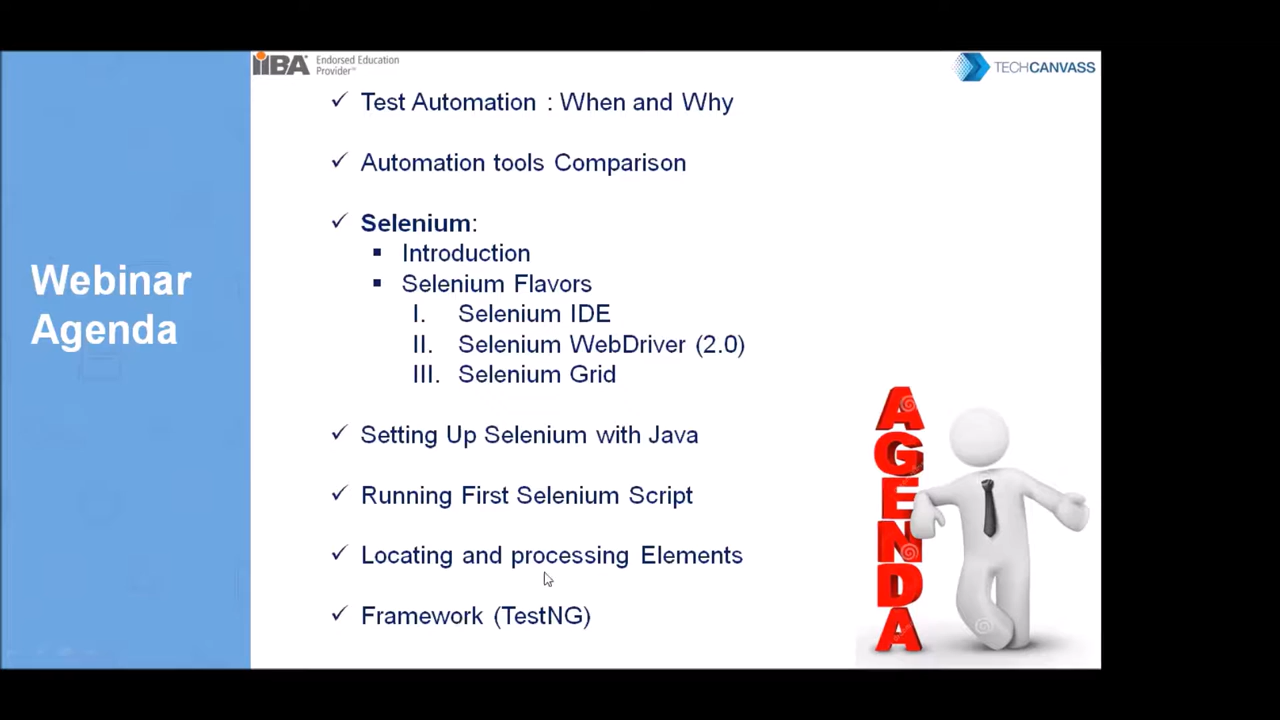 iiBA Endorsed Education
Provider™
TECHCANVASS
Webinar
Agenda
✓ Test Automation : When and Why
✓ Automation tools Comparison
✓ Selenium:
▪ Introduction
▪ Selenium Flavors
I. Selenium IDE
II. Selenium WebDriver (2.0)
III. Selenium Grid
✓ Setting Up Selenium with Java
✓ Running First Selenium Script
✓ Locating and processing Elements
✓ Framework (TestNG)
AGENDA